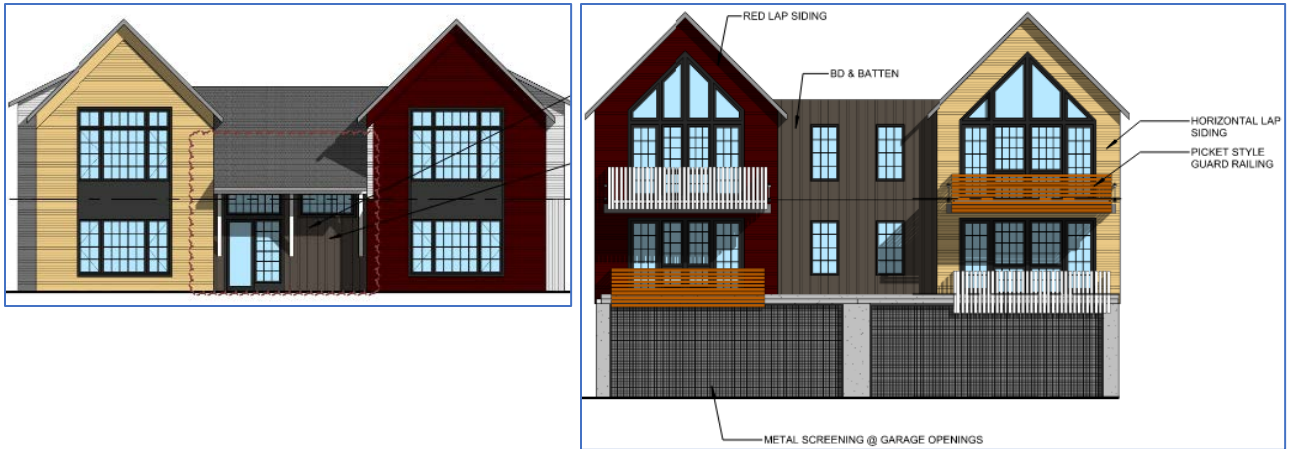 RED LAP SIDING
BD & BATTEN
HORIZONTAL LAP
SIDING
PICKET STYLE
GUARD RAILING
METAL SCREENING @ GARAGE OPENINGS